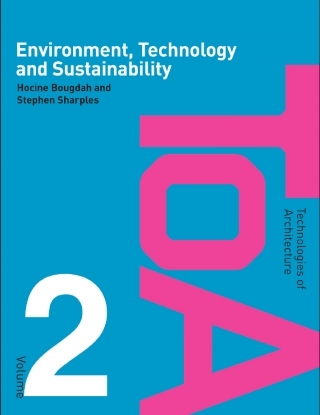 Environment, Technology
and Sustainability
Hocine Bougdah and
Stephen Sharples
TOA
Technologies of
Architecture
Volume
2